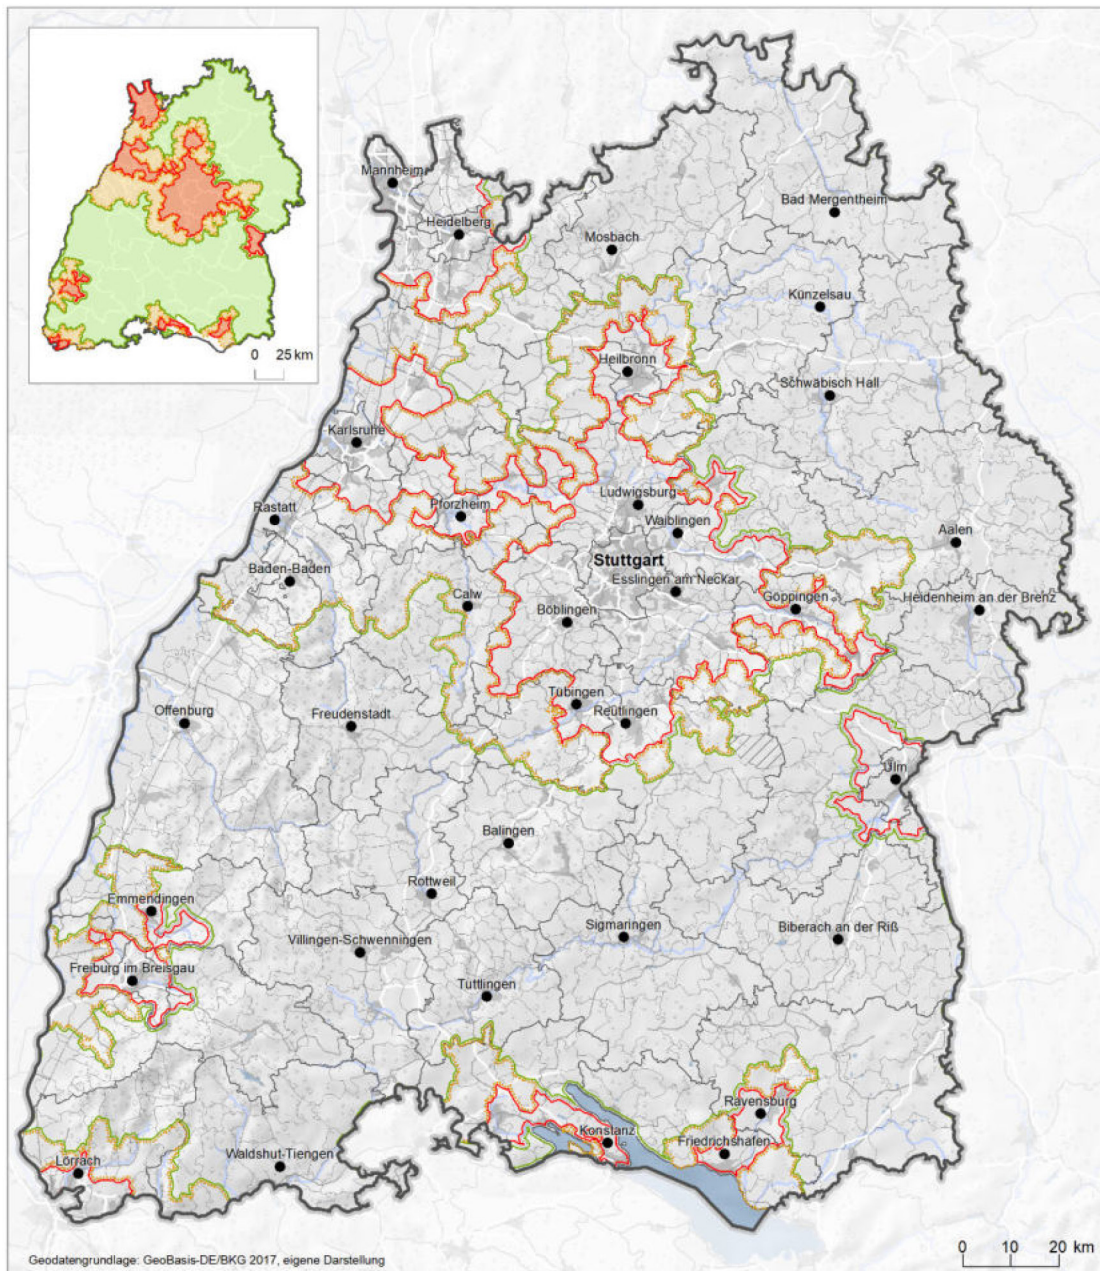 0 25 km
Mannheim
Heidelberg
Mosbach
Bad Mergentheim
Künzelsau
Heilbronn
Schwäbisch Hall
Karlsruhe
Ludwigsburg
Pforzheim
Rastatt
Waiblingen
Aalen
Stuttgart
Baden-Baden
Esslingen am Neckar
Göppingen
Heidenheim an der Brenz
Calw
Böblingen
Tübingen
Offenburg
Freudenstadt
Reutlingen
Ulm
Balingen
Rottweil
Emmendingen
Sigmaringen
Biberach an der Riß
Villingen-Schwenningen
Freiburg im Breisgau
Tuttlingen
Ravensburg
Konstanz
Friedrichshafen
Waldshut-Tiengen
Lörrach
Geodatengrundlage: GeoBasis-DE/BKG 2017, eigene Darstellung
0 10 20 km